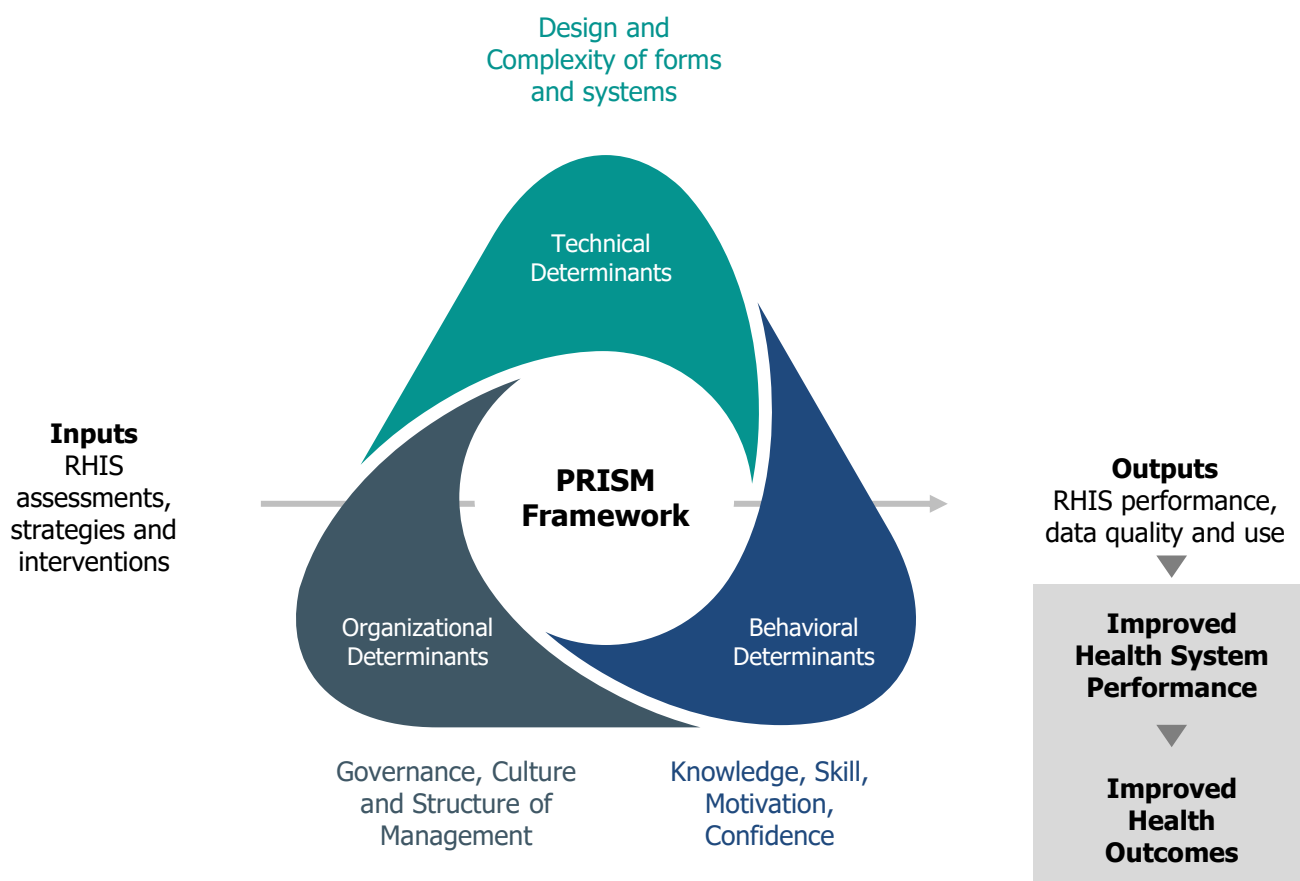 Design and
Complexity of forms
and systems
Technical
Determinants
Inputs
RHIS
assessments,
strategies and
interventions
PRISM
Framework
Outputs
RHIS performance,
data quality and use
Organizational
Determinants
Behavioral
Determinants
Improved
Health System
Performance
Governance, Culture
and Structure of
Management
Knowledge, Skill,
Motivation,
Confidence
Improved
Health
Outcomes